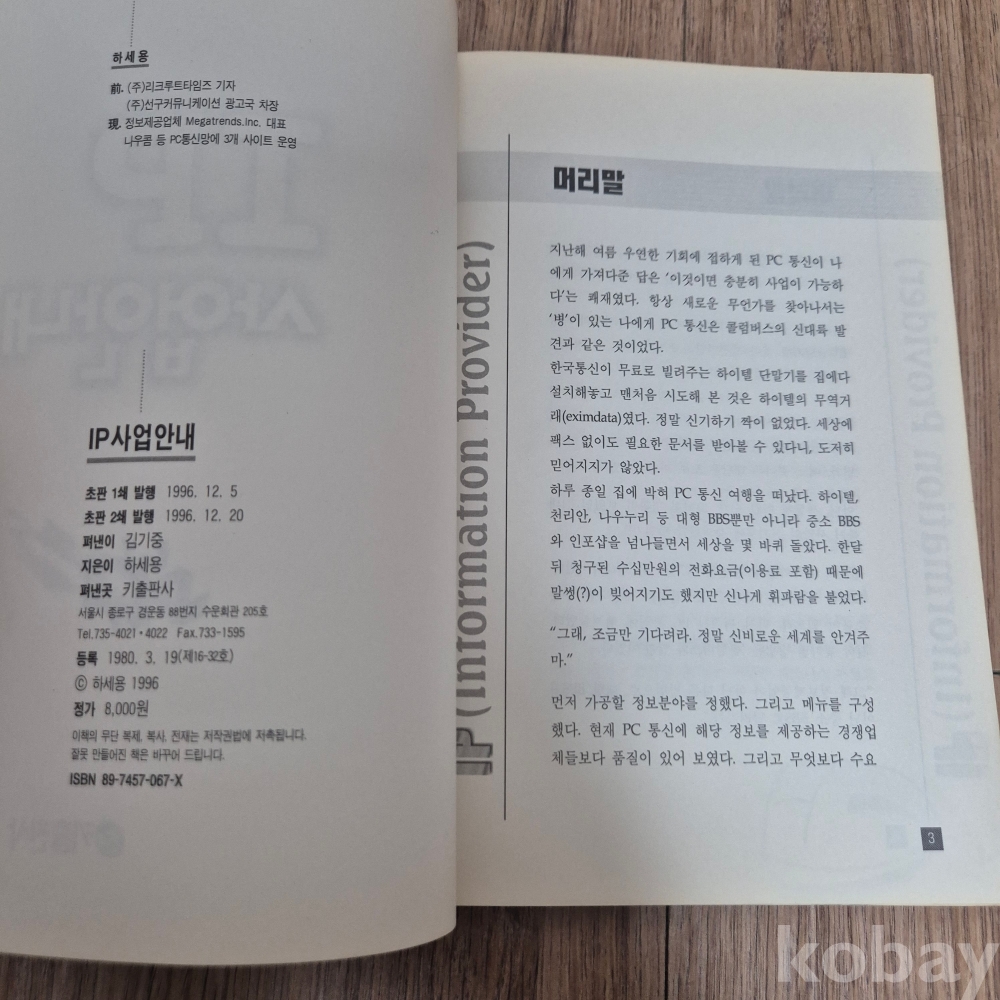 하세용
前. (주)리크루트타임즈 기자
(주)선구커뮤니케이션 광고국 차장
現. 정보제공업체 Megatrends.Inc. 대표
나우콤 등 PC통신망에 3개 사이트 운영
IP사업안내
초판 1쇄 발행 1996. 12. 5
초판 2쇄 발행 1996. 12. 20
펴낸이 김기중
지은이 하세용
펴낸곳 키출판사
서울시 종로구 경운동 88번지 수운회관 205호
Tel.735-4021·4022 Fax.733-1595
등록 1980. 3. 19(제16-32호)
ⓒ 하세용 1996
정가 8,000원
이책의 무단 복제, 복사, 전재는 저작권법에 저촉됩니다.
잘못 만들어진 책은 바꾸어 드립니다.
ISBN 89-7457-067-X
IP (Information Provider)
머리말
지난해 여름 우연한 기회에 접하게 된 PC 통신이 나
에게 가져다준 답은 '이것이면 충분히 사업이 가능하
다'는 쾌재였다. 항상 새로운 무언가를 찾아나서는
'병'이 있는 나에게 PC 통신은 콜럼버스의 신대륙 발
견과 같은 것이었다.
한국통신이 무료로 빌려주는 하이텔 단말기를 집에다
설치해놓고 맨처음 시도해 본 것은 하이텔의 무역거
래(eximdata)였다. 정말 신기하기 짝이 없었다. 세상에
팩스 없이도 필요한 문서를 받아볼 수 있다니, 도저히
믿어지지가 않았다.
하루 종일 집에 박혀 PC 통신 여행을 떠났다. 하이텔,
천리안, 나우누리 등 대형 BBS뿐만 아니라 중소 BBS
와 인포샵을 넘나들면서 세상을 몇 바퀴 돌았다. 한달
뒤 청구된 수십만원의 전화요금(이용료 포함) 때문에
말썽(?)이 빚어지기도 했지만 신나게 휘파람을 불었다.
"그래, 조금만 기다려라. 정말 신비로운 세계를 안겨주
마."
먼저 가공할 정보분야를 정했다. 그리고 메뉴를 구성
했다. 현재 PC 통신에 해당 정보를 제공하는 경쟁업
체들보다 품질이 있어 보였다. 그리고 무엇보다 수요
3
kobay